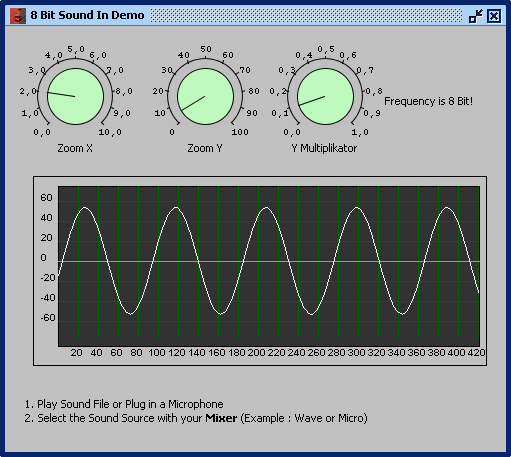 8 Bit Sound In Demo
4,0 5,0 6,0
3,0 7,0
2,0 8,0
1,0 9,0
0,0 10,0
Zoom X
40 50 60
30 70
20 80
10 90
0 100
Zoom Y
0,4 0,5 0,6
0,3 0,7
0,2 0,8
0,1 0,9
0,0 1,0
Y Multiplikator
Frequency is 8 Bit!
60
40
20
0
-20
-40
-60
20 40 60 80 100 120 140 160 180 200 220 240 260 280 300 320 340 360 380 400 420
1. Play Sound File or Plug in a Microphone
2. Select the Sound Source with your Mixer (Example : Wave or Micro)